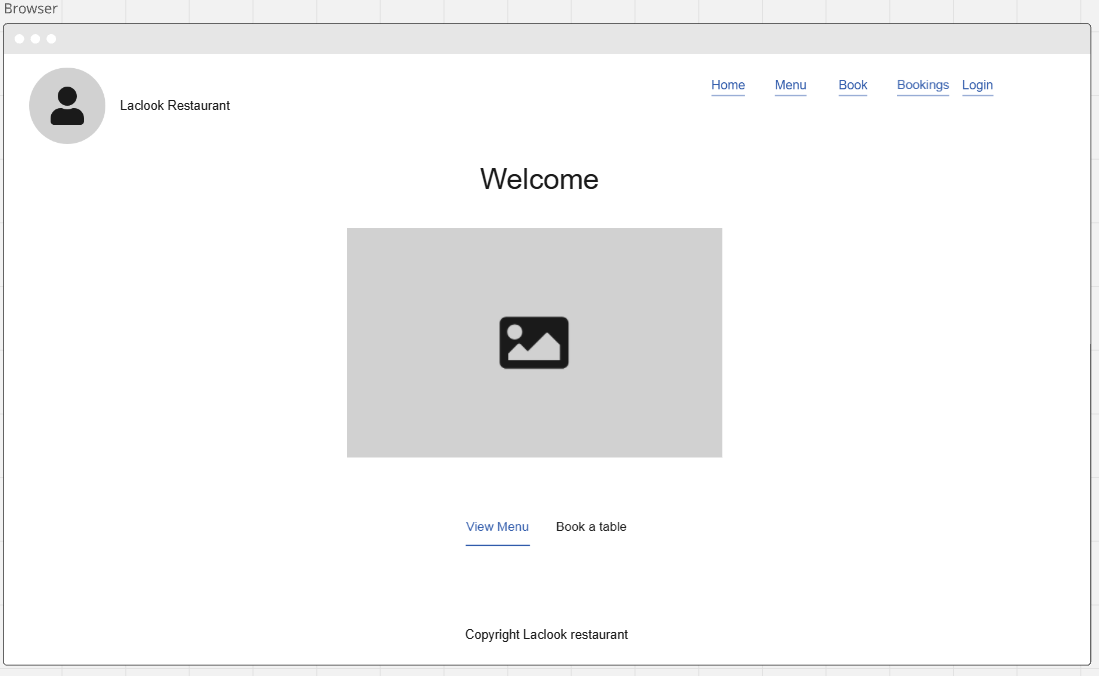 Browser
Laclook Restaurant
Home Menu Book Bookings Login
Welcome
View Menu Book a table
Copyright Laclook restaurant